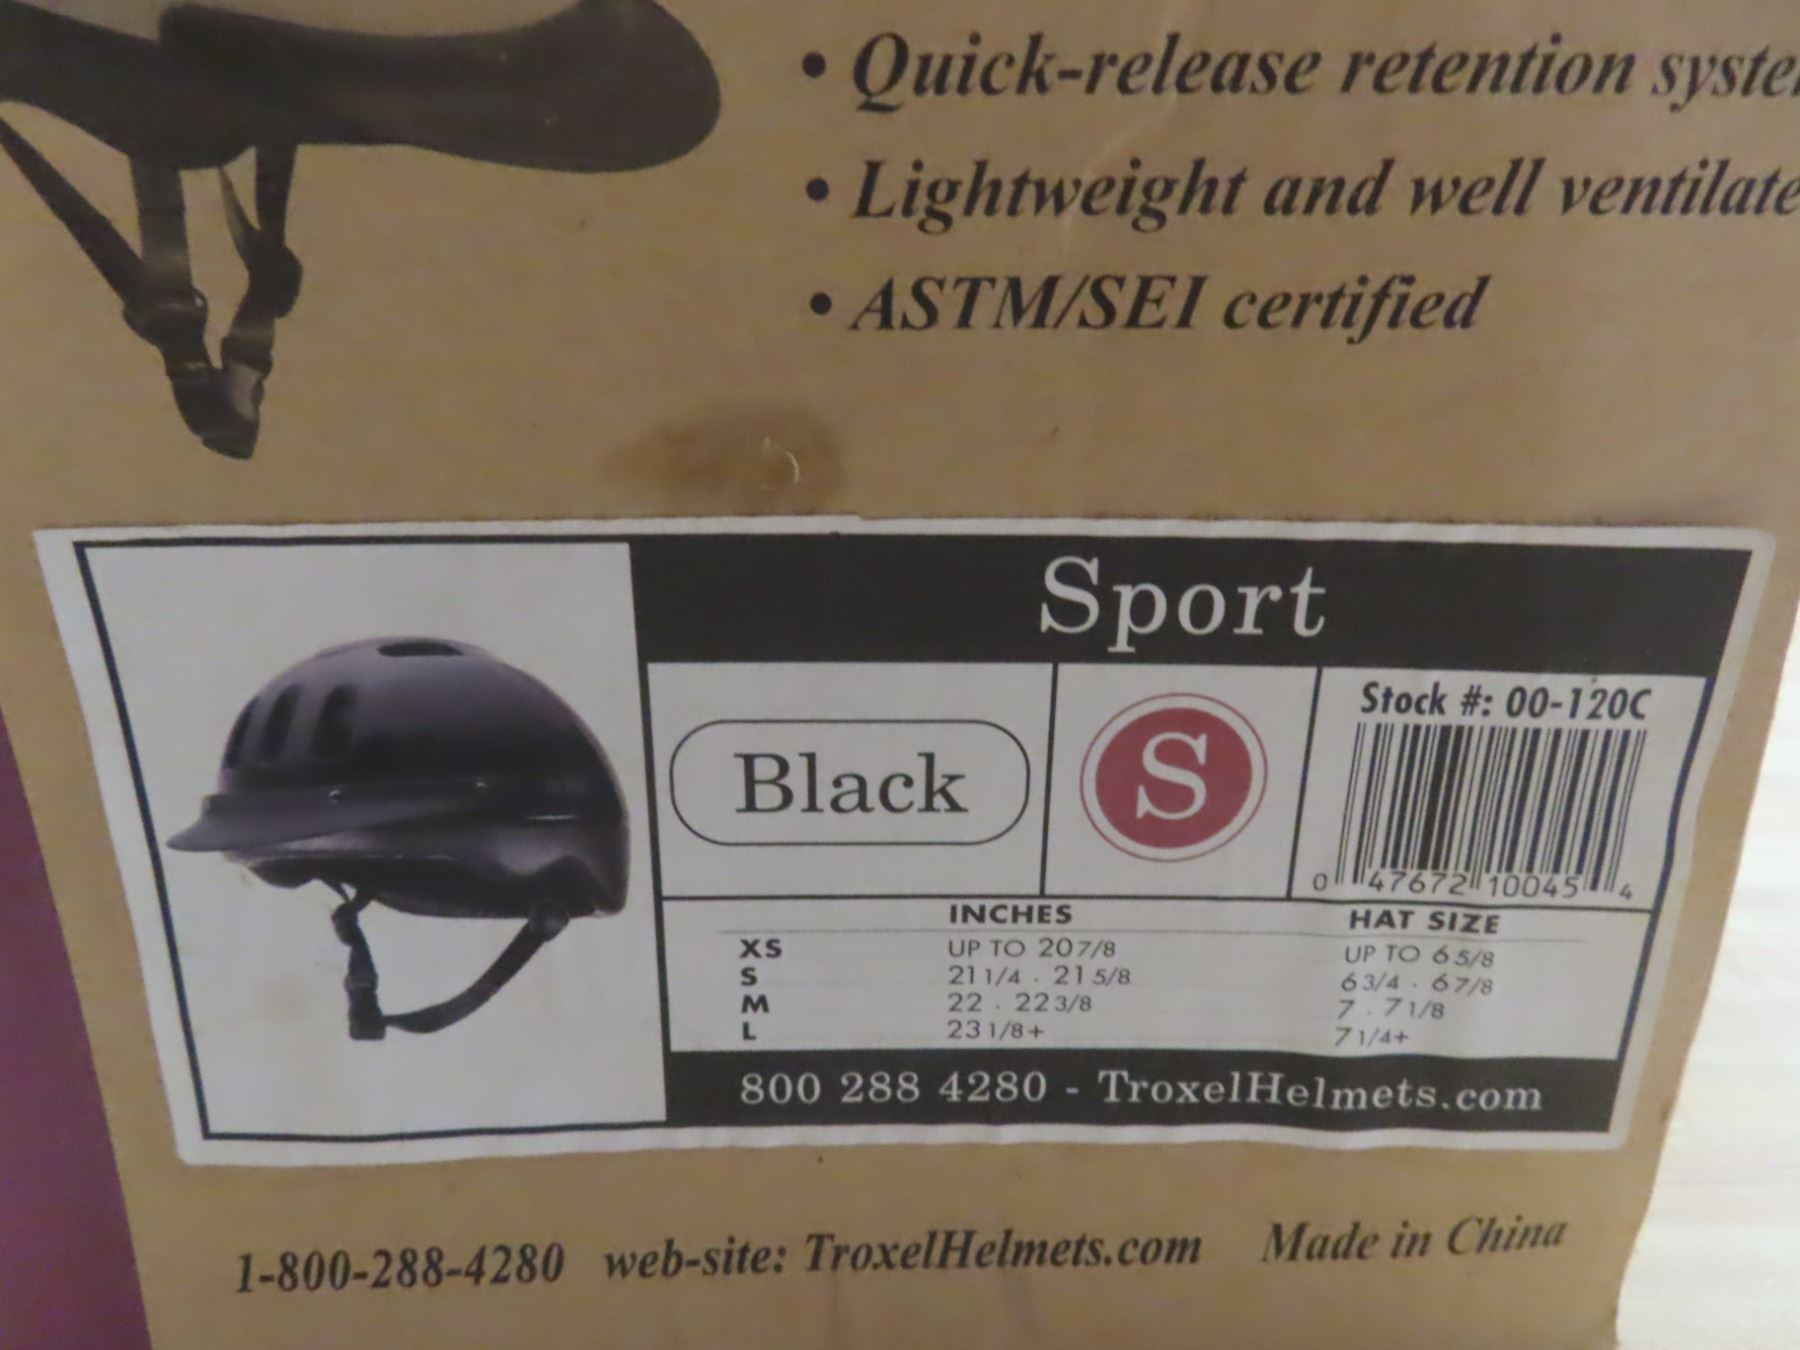 • Quick-release retention
• Lightweight and well
• ASTM/SEI certified
Sport
Black
S
Stock #: 00-120C
0 47672 10045 4
INCHES HAT SIZE
XS UP TO 20 7/8 UP TO 6 5/8
S 21 1/4 - 21 5/8 6 3/4 - 6 7/8
M 22 - 22 3/8 7 - 7 1/8
L 23 1/8+ 7 1/4+
800 288 4280 - TroxelHelmets.com
1-800-288-4280 web-site: TroxelHelmets.com Made in China